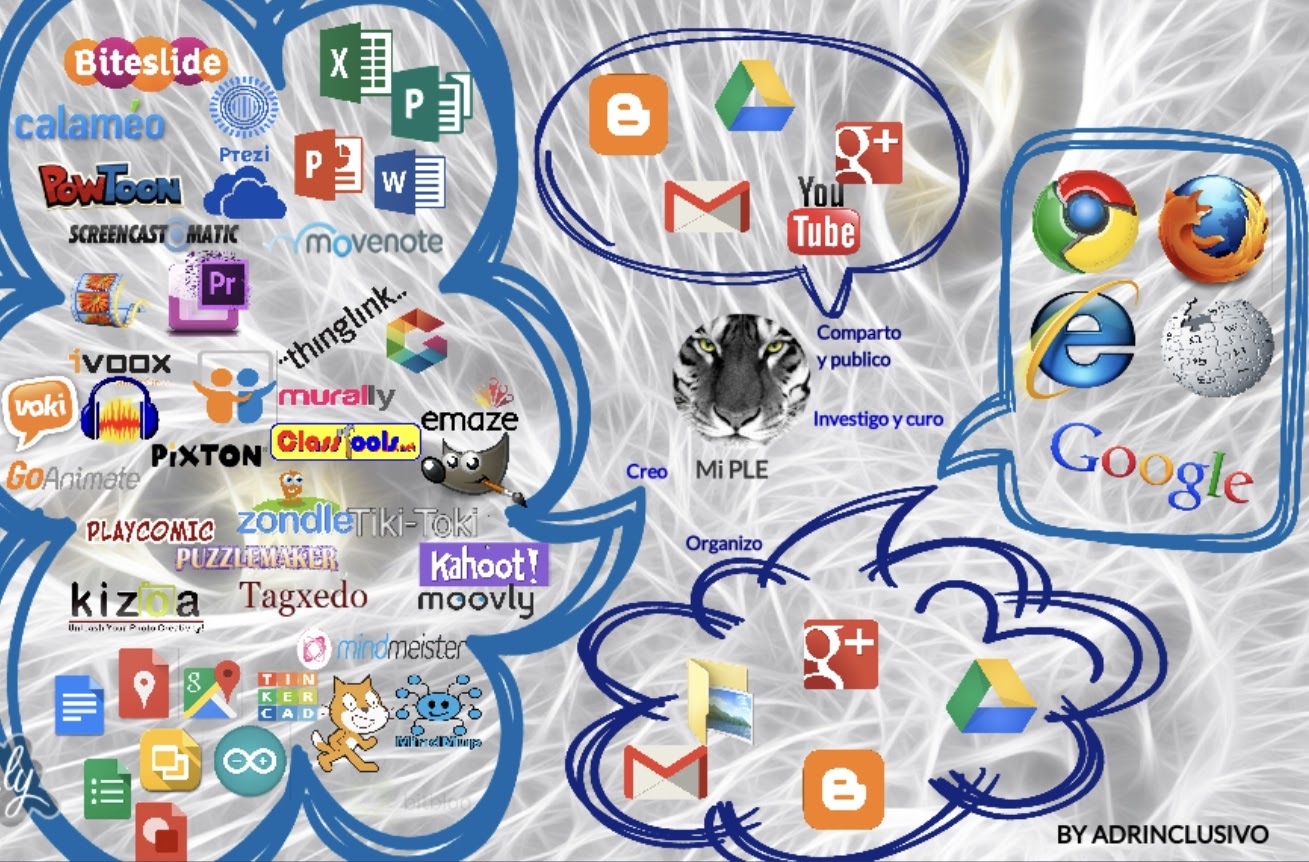 Biteslide
calaméo
Prezi
X
P
P
W
PowToon
SCREENCAST O MATIC
movenote
Pr
thinglink..
ivoox
voki
murally
emaze
PiXTON
ClassTools.net
GoAnimate
zondle
Tiki-Toki
PLAYCOMIC
PUZZLEMAKER
Kahoot!
kizoa
Unleash Your Photo Creativity!
Tagxedo
moovly
mindmeister
g
TIN
KER
CAD
MindMup
ly
B
g+
You
Tube
Comparto
y publico
Investigo y curo
Creo
Mi PLE
Organizo
e
Google
g+
B
BY ADRINCLUSIVO